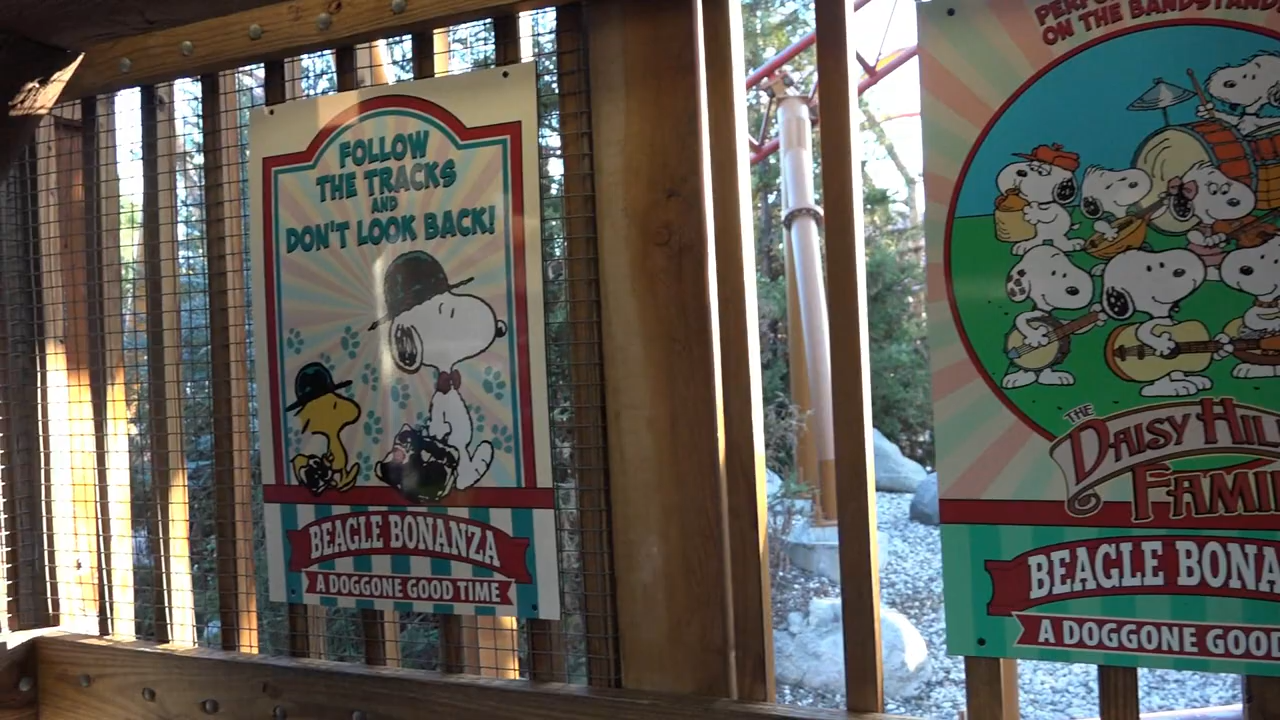 FOLLOW
THE TRACKS
AND
DON'T LOOK BACK!
BEAGLE BONANZA
A DOGGONE GOOD TIME
ON THE BANDSTAND
THE
DAISY HIL
FAMI
BEAGLE BONA
A DOGGONE GOOD